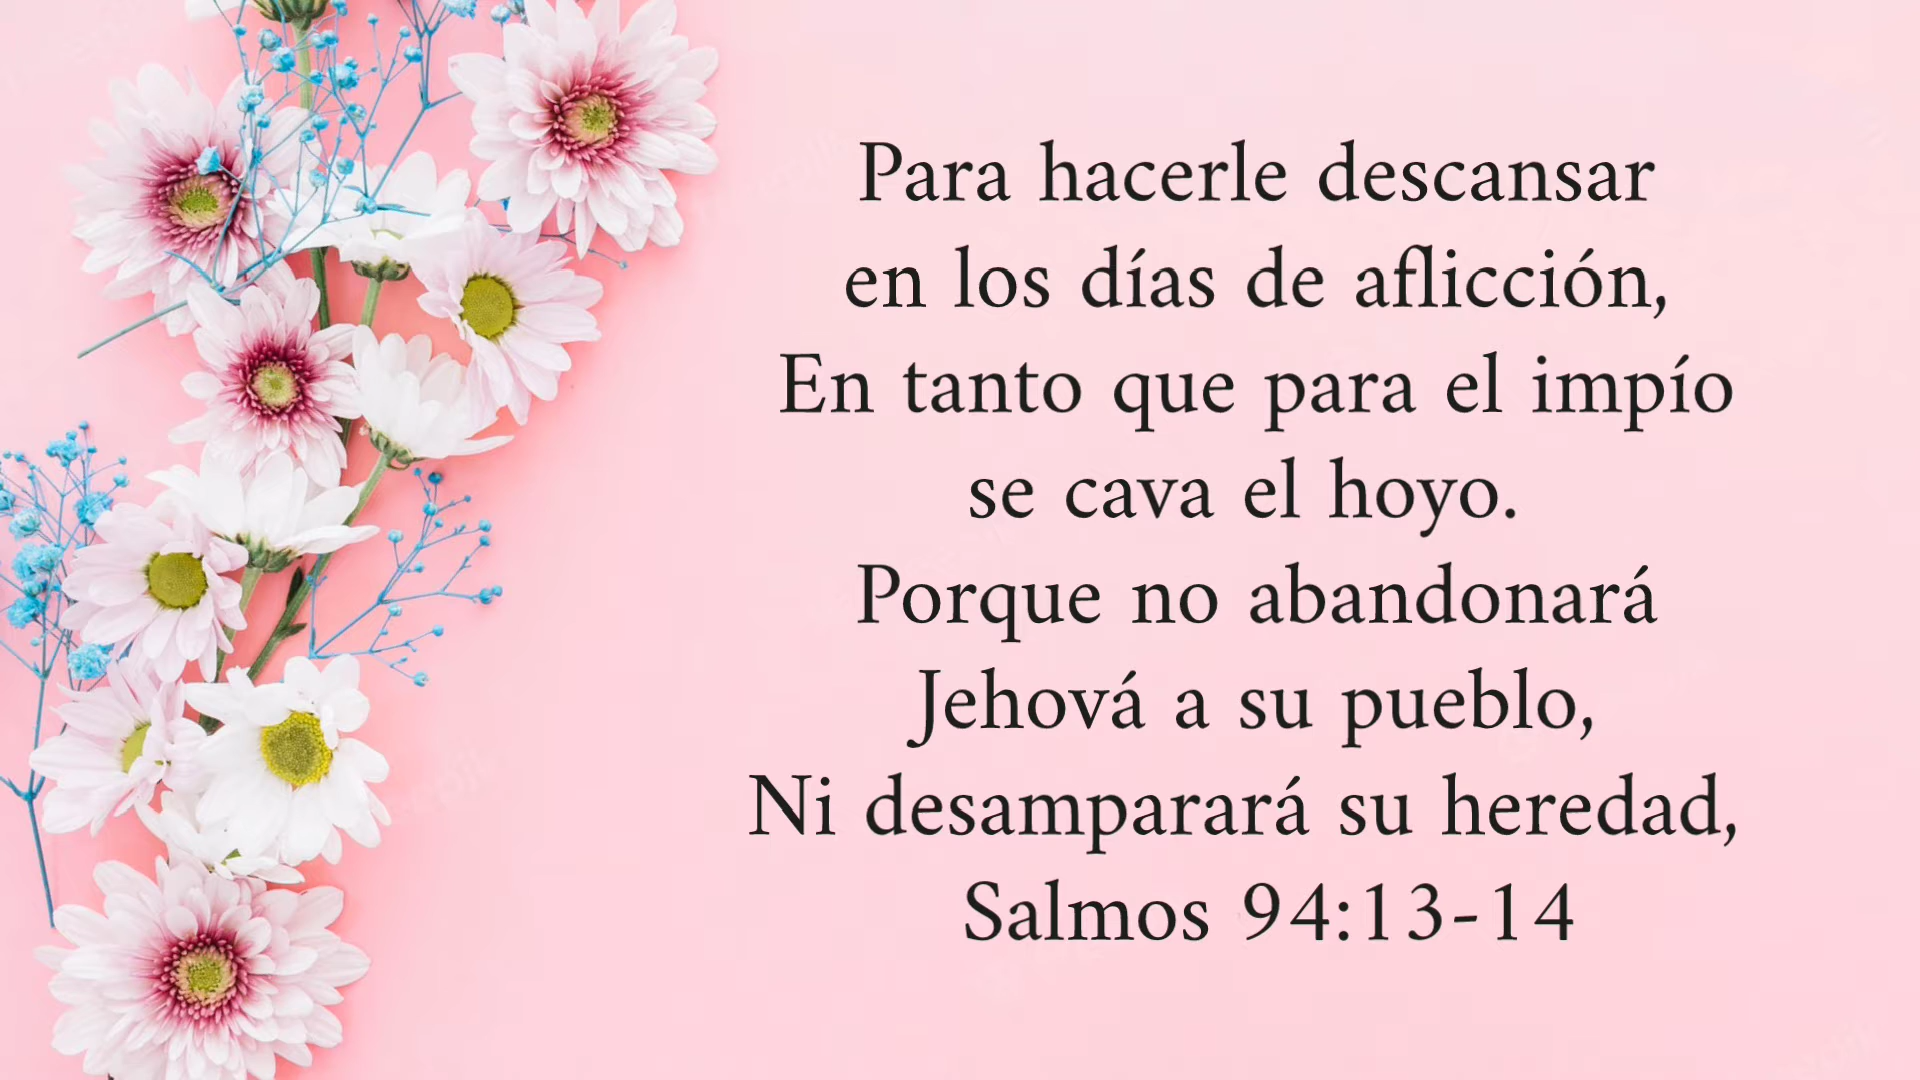 Para hacerle descansar
en los días de aflicción,
En tanto que para el impío
se cava el hoyo.
Porque no abandonará
Jehová a su pueblo,
Ni desamparará su heredad,
Salmos 94:13-14